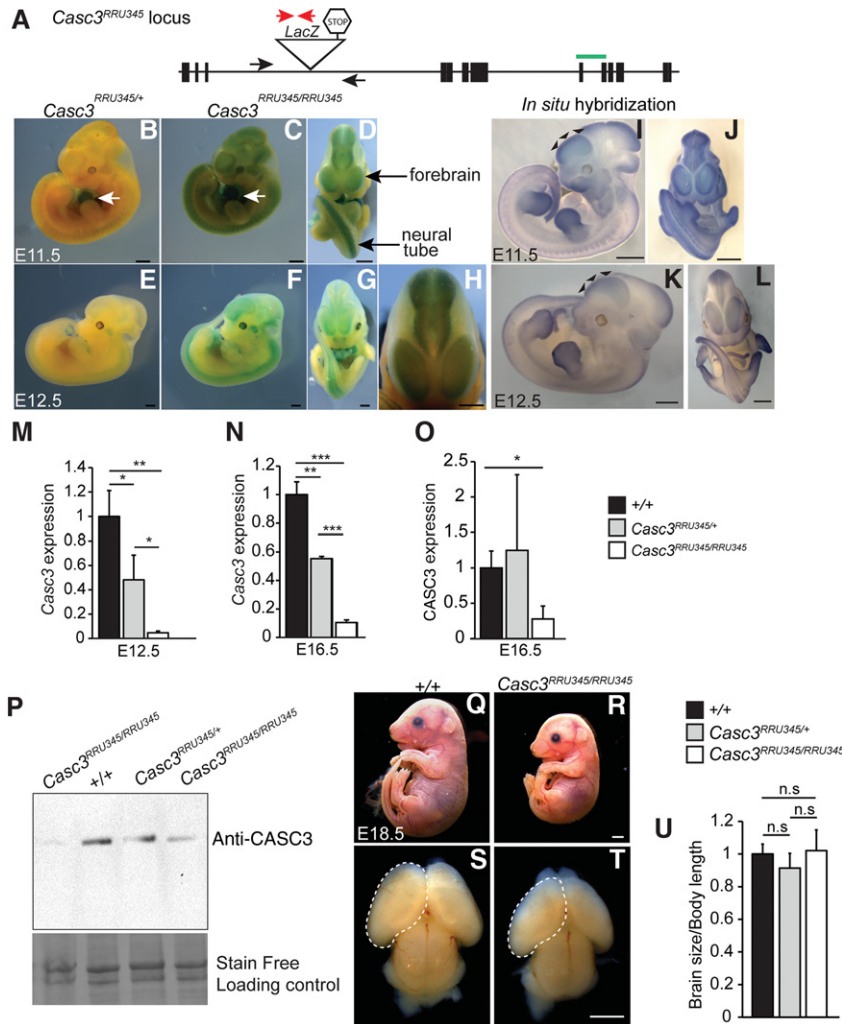 A Casc3RRU345 locus
LacZ
STOP
Casc3RRU345/+
Casc3RRU345/RRU345
In situ hybridization
B C D I J
forebrain
neural tube
E11.5
E11.5
E F G H K L
E12.5
E12.5
M
Casc3 expression
1.4
1.2
1
0.8
0.6
0.4
0.2
0
**
*
*
E12.5
N
Casc3 expression
1.2
1
0.8
0.6
0.4
0.2
0
***
**
***
E16.5
O
CASC3 expression
2.5
2
1.5
1
0.5
0
*
E16.5
+/+
Casc3RRU345/+
Casc3RRU345/RRU345
P
Casc3RRU345/RRU345
+/+
Casc3RRU345/+
Casc3RRU345/RRU345
Anti-CASC3
Stain Free
Loading control
+/+
Casc3RRU345/RRU345
Q R
E18.5
S T
+/+
Casc3RRU345/+
Casc3RRU345/RRU345
U
Brain size/Body length
1.2
1
0.8
0.6
0.4
0.2
0
n.s
n.s
n.s